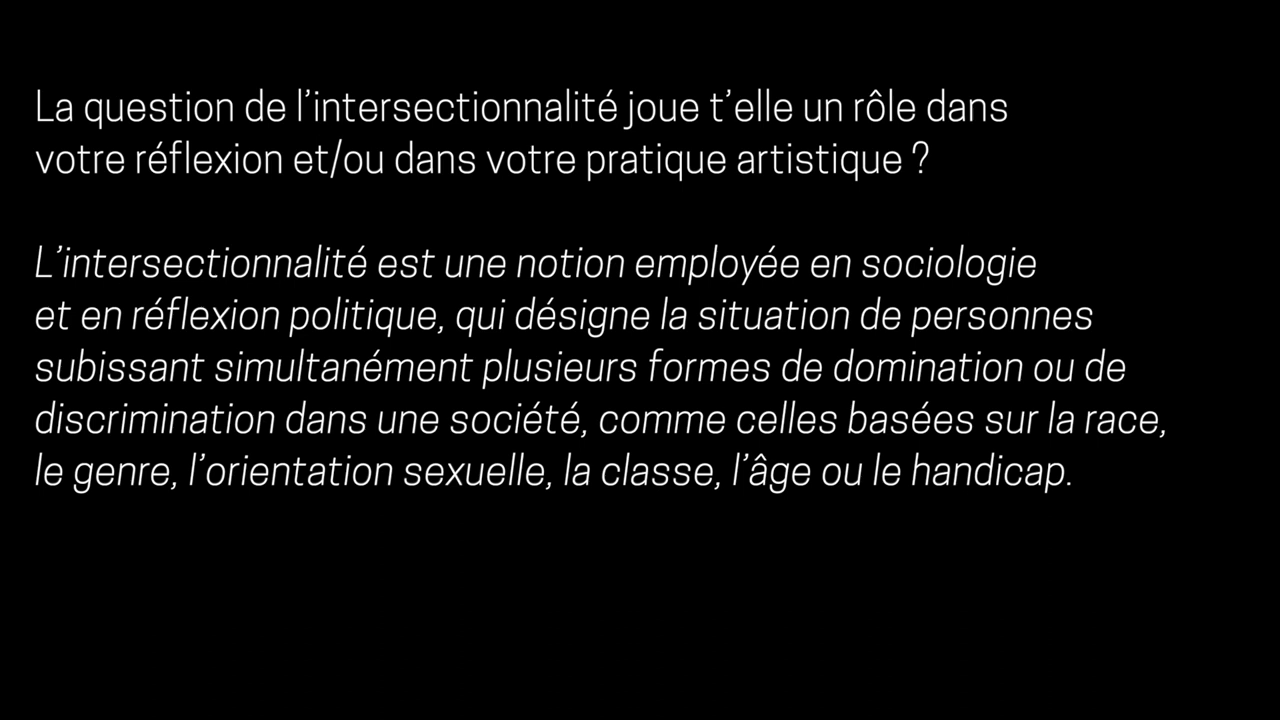 La question de l’intersectionnalité joue t’elle un rôle dans
votre réflexion et/ou dans votre pratique artistique ?
L’intersectionnalité est une notion employée en sociologie
et en réflexion politique, qui désigne la situation de personnes
subissant simultanément plusieurs formes de domination ou de
discrimination dans une société, comme celles basées sur la race,
le genre, l’orientation sexuelle, la classe, l’âge ou le handicap.